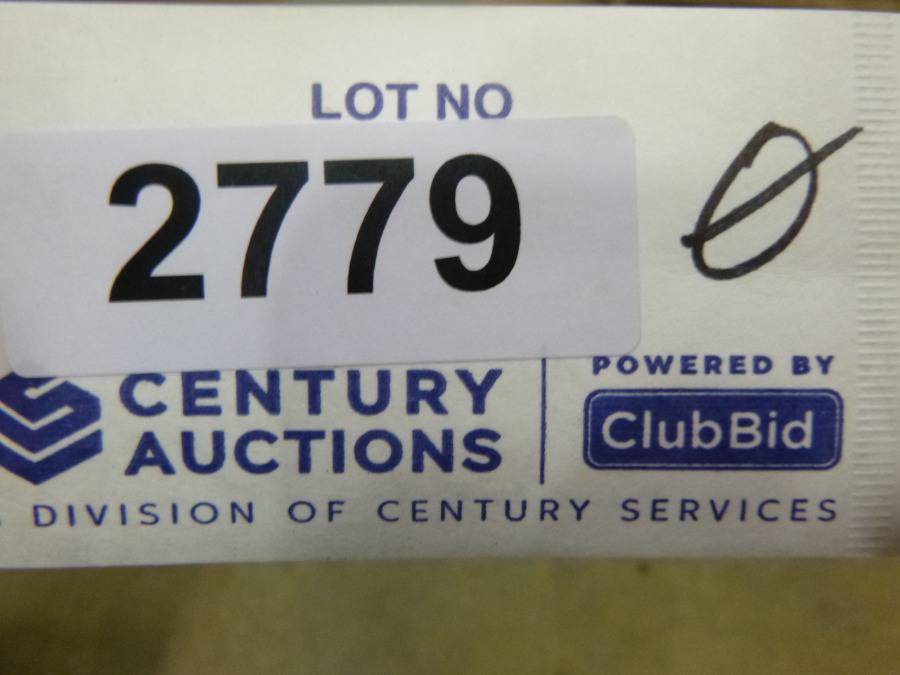 LOT NO
2779
Ø
CENTURY
AUCTIONS
POWERED BY
ClubBid
DIVISION OF CENTURY SERVICES